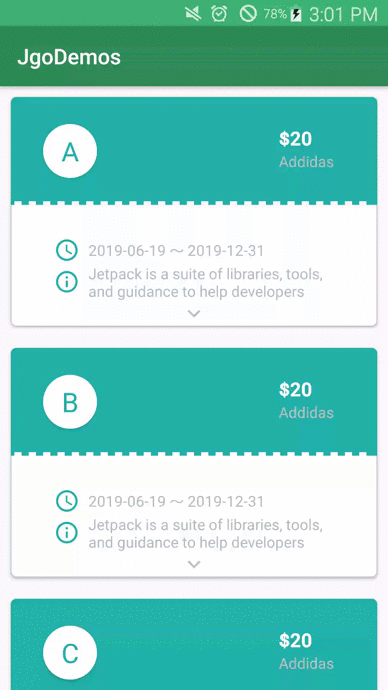 78% 3:01 PM
JgoDemos
A
$20
Addidas
2019-06-19 ～ 2019-12-31
Jetpack is a suite of libraries, tools,
and guidance to help developers
B
$20
Addidas
2019-06-19 ～ 2019-12-31
Jetpack is a suite of libraries, tools,
and guidance to help developers
C
$20
Addidas